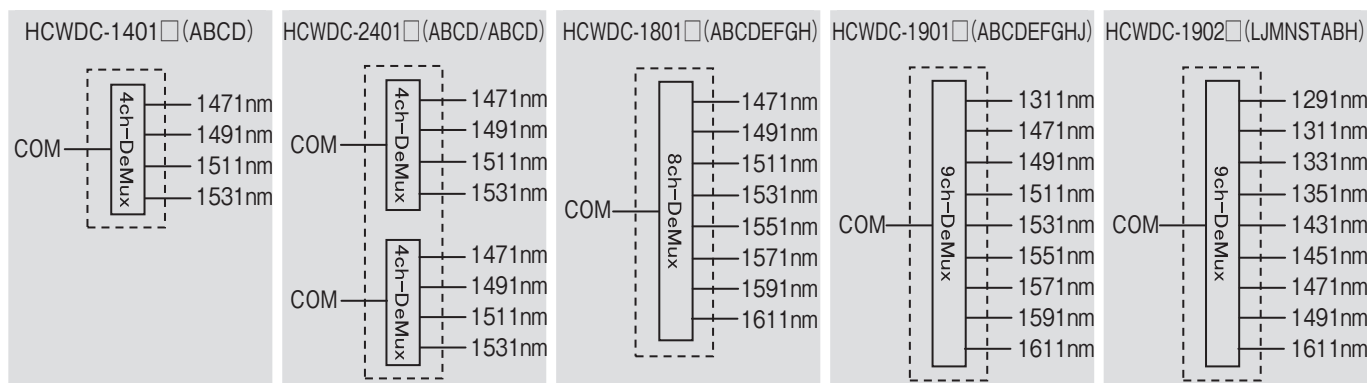 HCWDC-1401□(ABCD)
COM
4ch-DeMux
1471nm
1491nm
1511nm
1531nm
HCWDC-2401□(ABCD/ABCD)
COM
4ch-DeMux
1471nm
1491nm
1511nm
1531nm
COM
4ch-DeMux
1471nm
1491nm
1511nm
1531nm
HCWDC-1801□(ABCDEFGH)
COM
8ch-DeMux
1471nm
1491nm
1511nm
1531nm
1551nm
1571nm
1591nm
1611nm
HCWDC-1901□(ABCDEFGHJ)
COM
9ch-DeMux
1311nm
1471nm
1491nm
1511nm
1531nm
1551nm
1571nm
1591nm
1611nm
HCWDC-1902□(LJMNSTABH)
COM
9ch-DeMux
1291nm
1311nm
1331nm
1351nm
1431nm
1451nm
1471nm
1491nm
1611nm